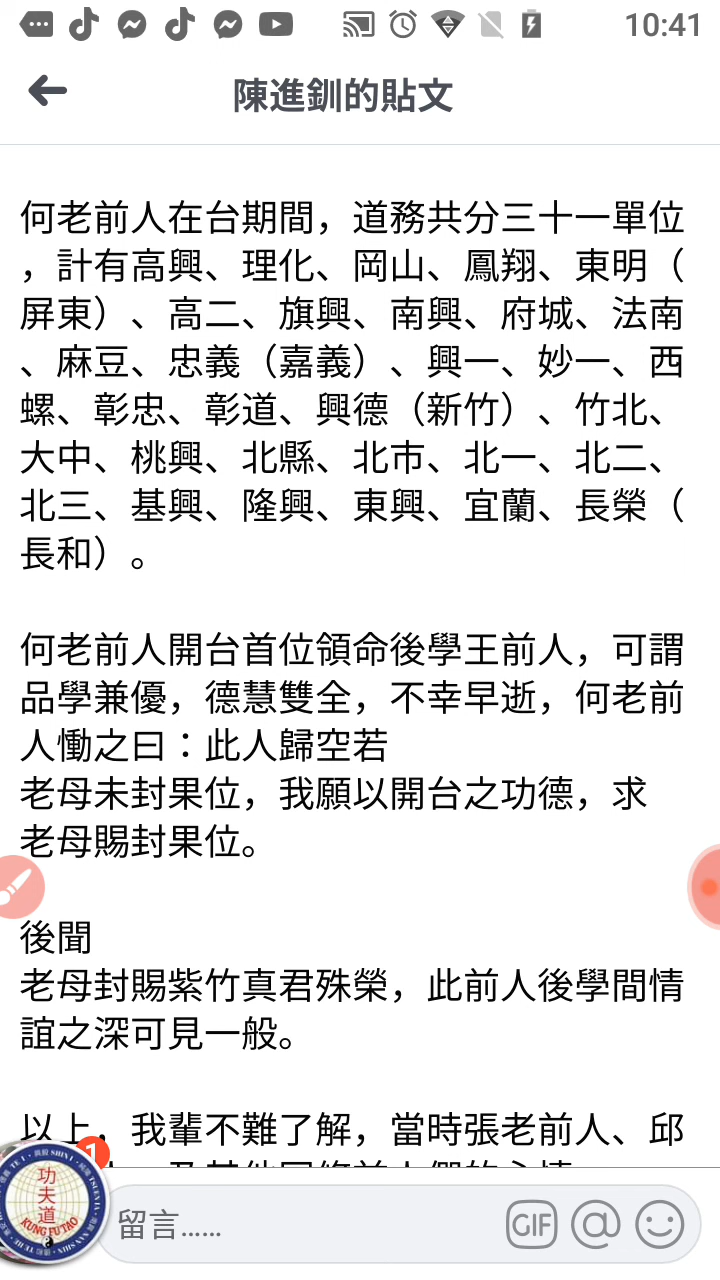 10:41
陳進釧的貼文
何老前人在台期間，道務共分三十一單位
，計有高興、理化、岡山、鳳翔、東明（
屏東）、高二、旗興、南興、府城、法南
、麻豆、忠義（嘉義）、興一、妙一、西
螺、彰忠、彰道、興德（新竹）、竹北、
大中、桃興、北縣、北市、北一、北二、
北三、基興、隆興、東興、宜蘭、長榮（
長和）。
何老前人開台首位領命後學王前人，可謂
品學兼優，德慧雙全，不幸早逝，何老前
人慟之曰：此人歸空若
老母未封果位，我願以開台之功德，求
老母賜封果位。
後聞
老母封賜紫竹真君殊榮，此前人後學間情
誼之深可見一般。
以上，我輩不難了解，當時張老前人、邱
1
功夫道
KUNG FU TAO
留言......
GIF